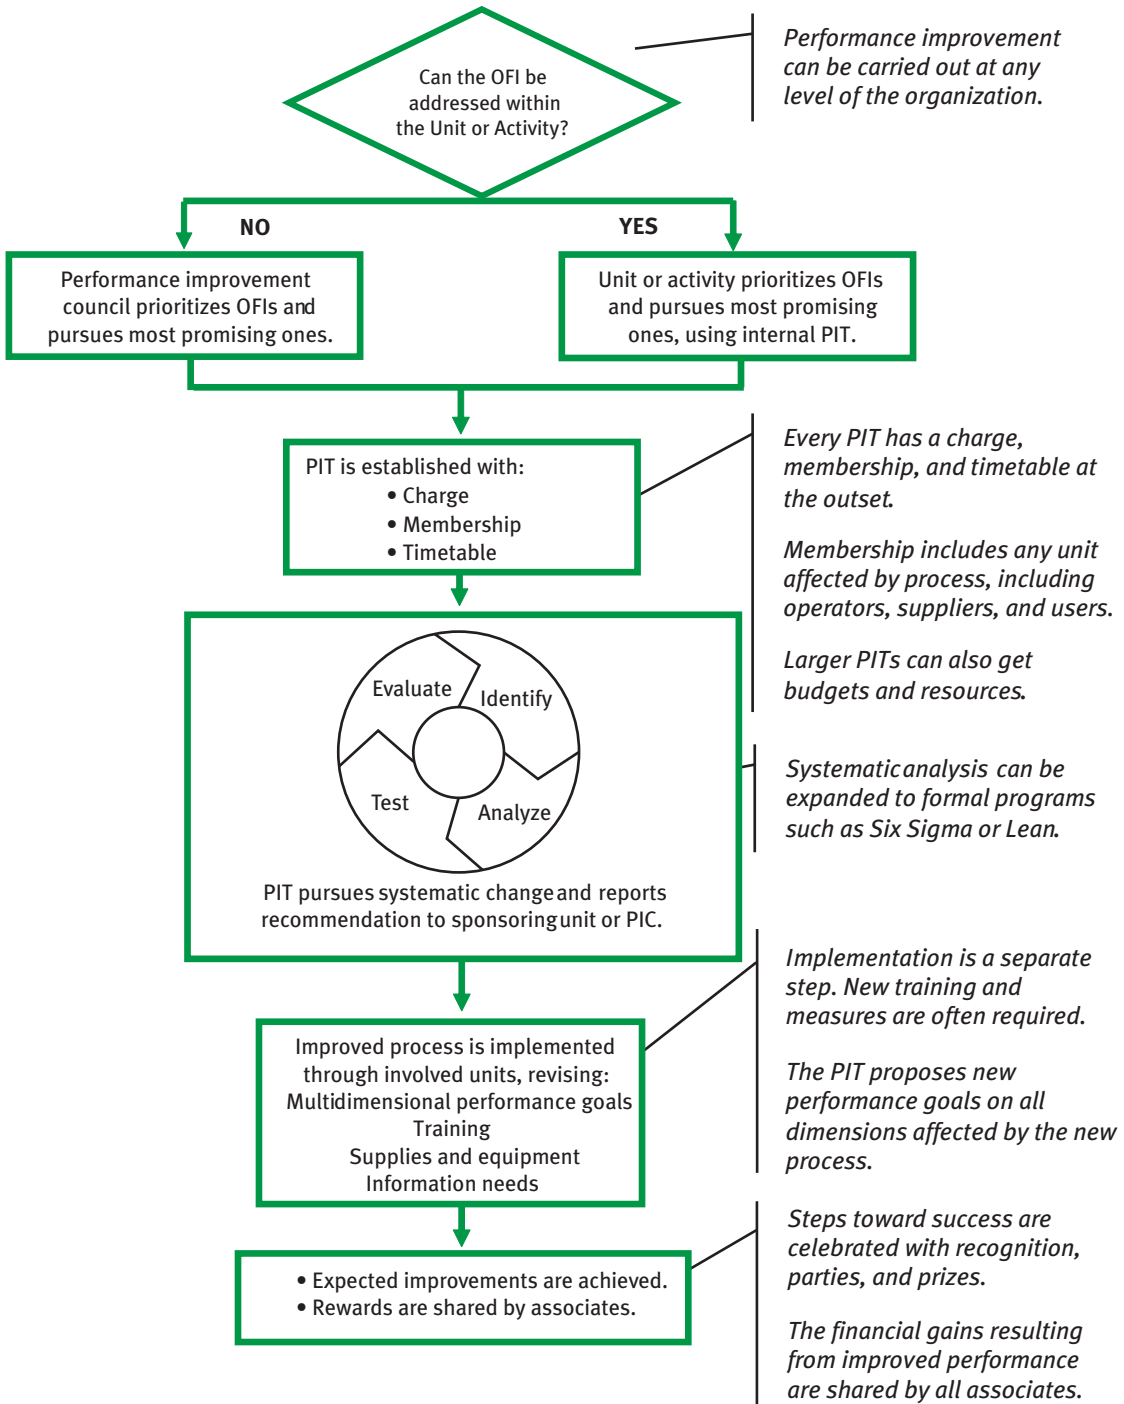 Can the OFI be
addressed within
the Unit or Activity?
Performance improvement
can be carried out at any
level of the organization.
NO
YES
Performance improvement
council prioritizes OFIs and
pursues most promising ones.
Unit or activity prioritizes OFIs
and pursues most promising
ones, using internal PIT.
PIT is established with:
• Charge
• Membership
• Timetable
Every PIT has a charge,
membership, and timetable at
the outset.
Membership includes any unit
affected by process, including
operators, suppliers, and users.
Larger PITs can also get
budgets and resources.
Evaluate
Identify
Test
Analyze
PIT pursues systematic change and reports
recommendation to sponsoring unit or PIC.
Systematic analysis can be
expanded to formal programs
such as Six Sigma or Lean.
Improved process is implemented
through involved units, revising:
Multidimensional performance goals
Training
Supplies and equipment
Information needs
Implementation is a separate
step. New training and
measures are often required.
The PIT proposes new
performance goals on all
dimensions affected by the new
process.
• Expected improvements are achieved.
• Rewards are shared by associates.
Steps toward success are
celebrated with recognition,
parties, and prizes.
The financial gains resulting
from improved performance
are shared by all associates.